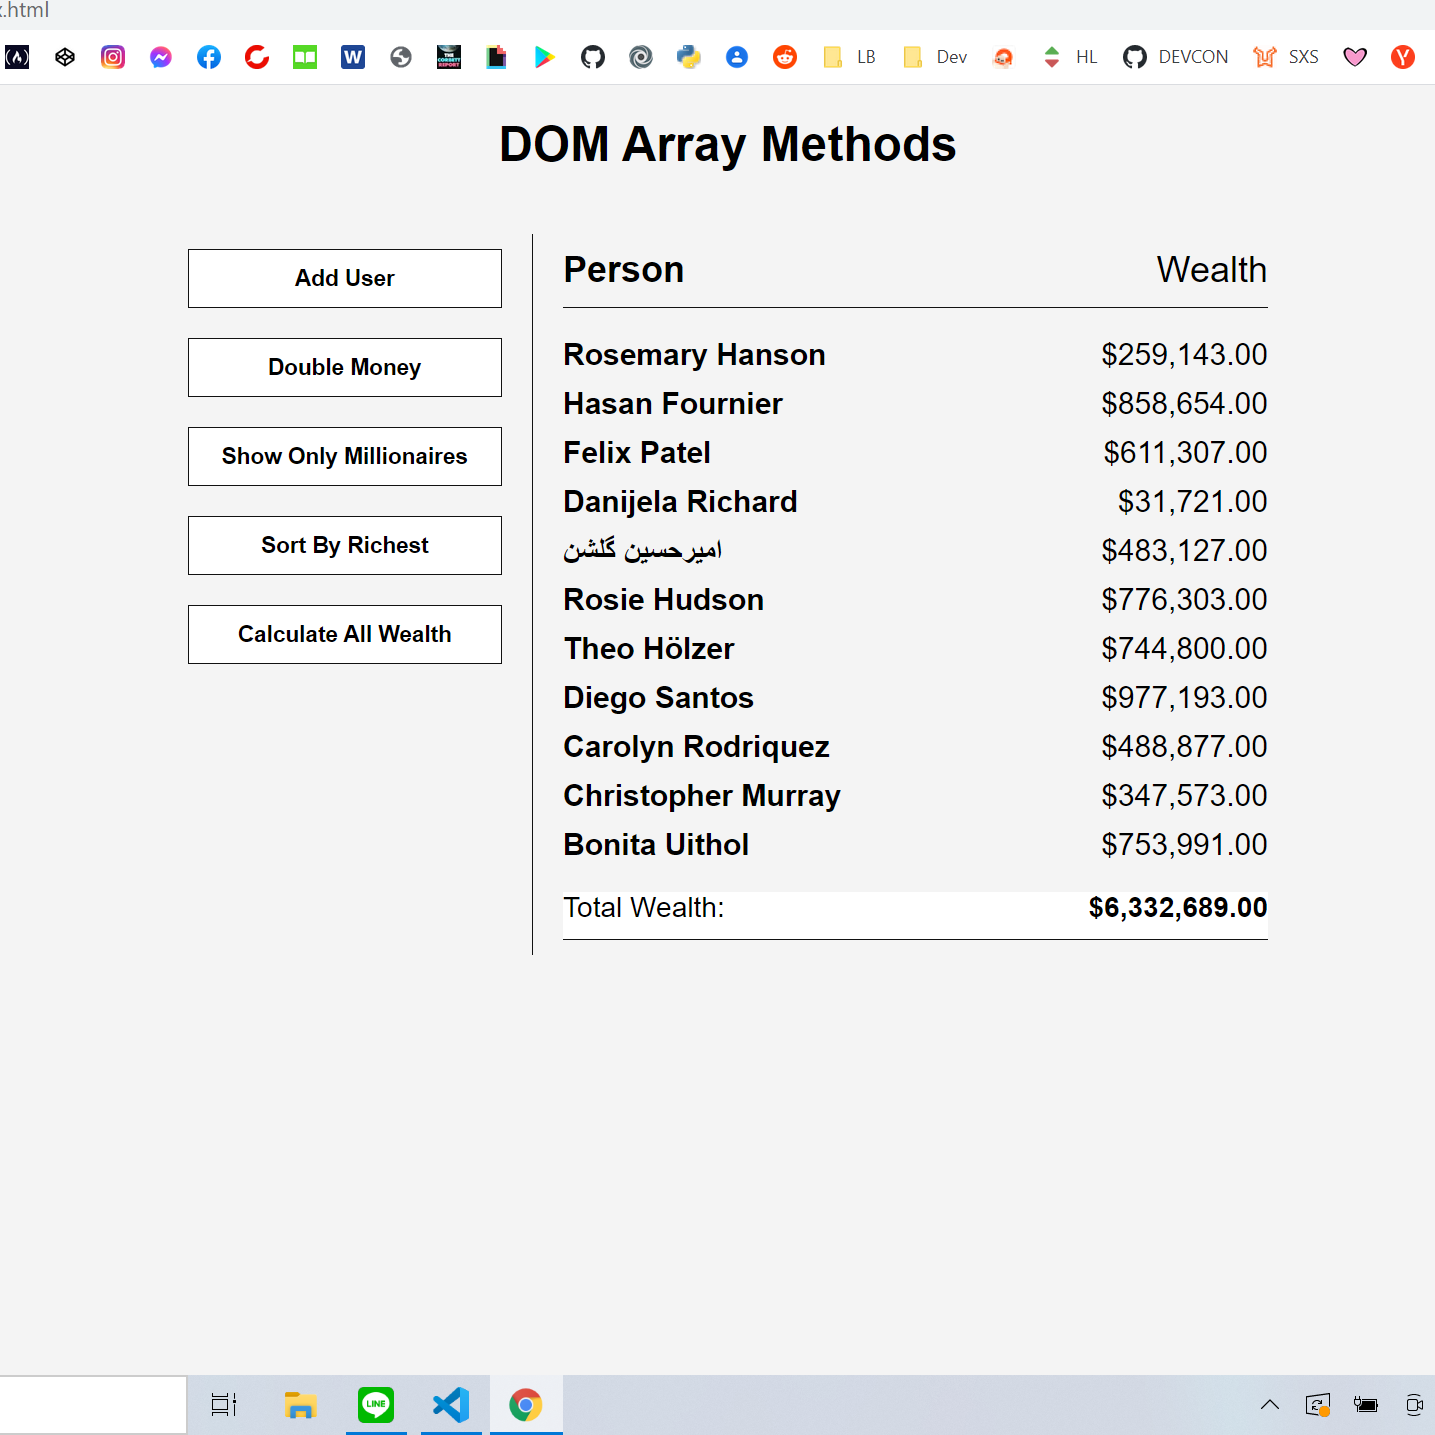 .html
W
THE CORBETT REPORT
LB
Dev
HL
DEVCON
SXS
Y
DOM Array Methods
Add User
Double Money
Show Only Millionaires
Sort By Richest
Calculate All Wealth
Person Wealth
Rosemary Hanson $259,143.00
Hasan Fournier $858,654.00
Felix Patel $611,307.00
Danijela Richard $31,721.00
امیرحسین گلشن $483,127.00
Rosie Hudson $776,303.00
Theo Hölzer $744,800.00
Diego Santos $977,193.00
Carolyn Rodriquez $488,877.00
Christopher Murray $347,573.00
Bonita Uithol $753,991.00
Total Wealth: $6,332,689.00
LINE